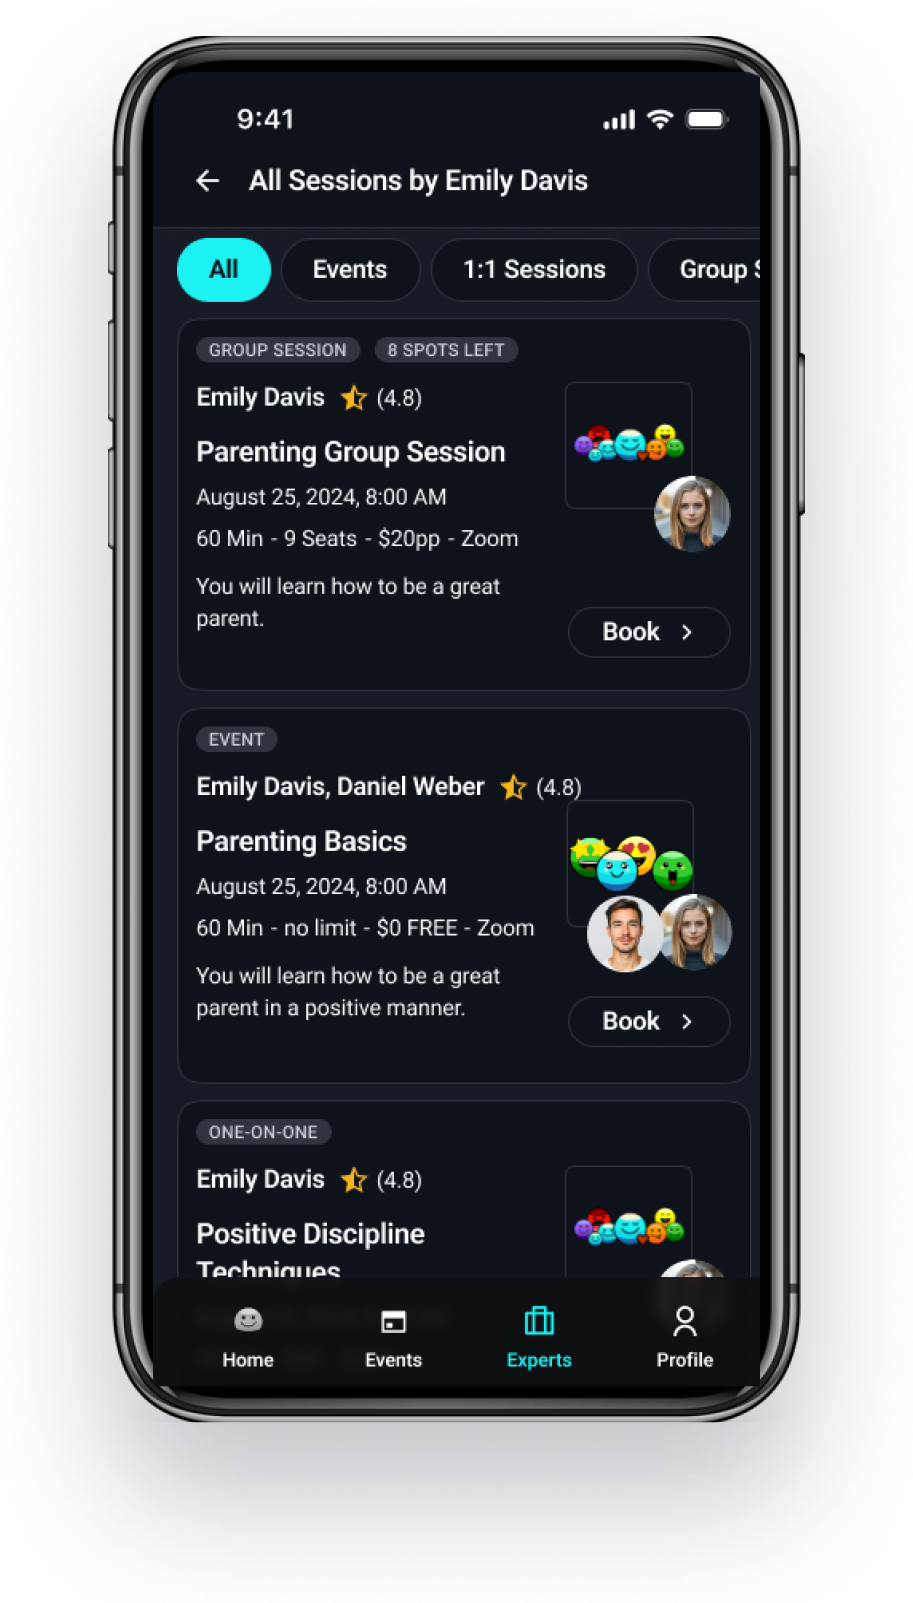 9:41
All Sessions by Emily Davis
All Events 1:1 Sessions Group
GROUP SESSION 8 SPOTS LEFT
Emily Davis (4.8)
Parenting Group Session
August 25, 2024, 8:00 AM
60 Min - 9 Seats - $20pp - Zoom
You will learn how to be a great
parent.
Book
EVENT
Emily Davis, Daniel Weber (4.8)
Parenting Basics
August 25, 2024, 8:00 AM
60 Min - no limit - $0 FREE - Zoom
You will learn how to be a great
parent in a positive manner.
Book
ONE-ON-ONE
Emily Davis (4.8)
Positive Discipline
Techniques
Home Events Experts Profile